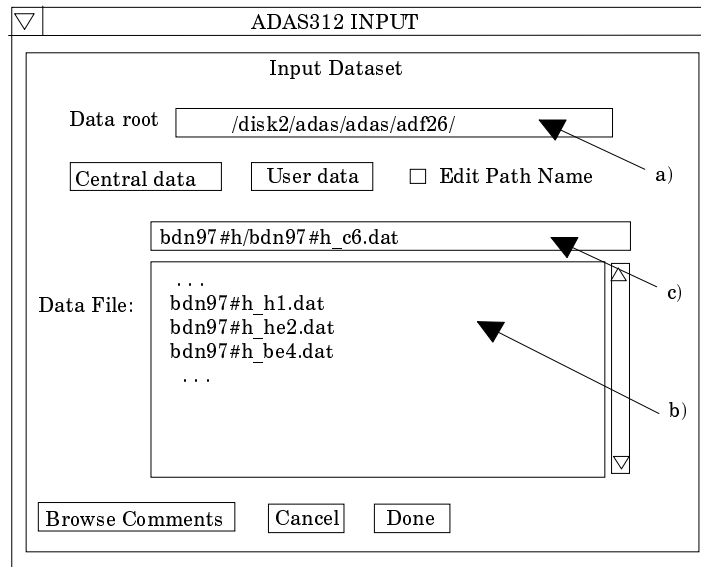 ADAS312 INPUT
Input Dataset
Data root
/disk2/adas/adas/adf26/
Central data
User data
Edit Path Name
a)
bdn97#h/bdn97#h_c6.dat
c)
Data File:
. . .
bdn97#h_h1.dat
bdn97#h_he2.dat
bdn97#h_be4.dat
. . .
b)
Browse Comments
Cancel
Done